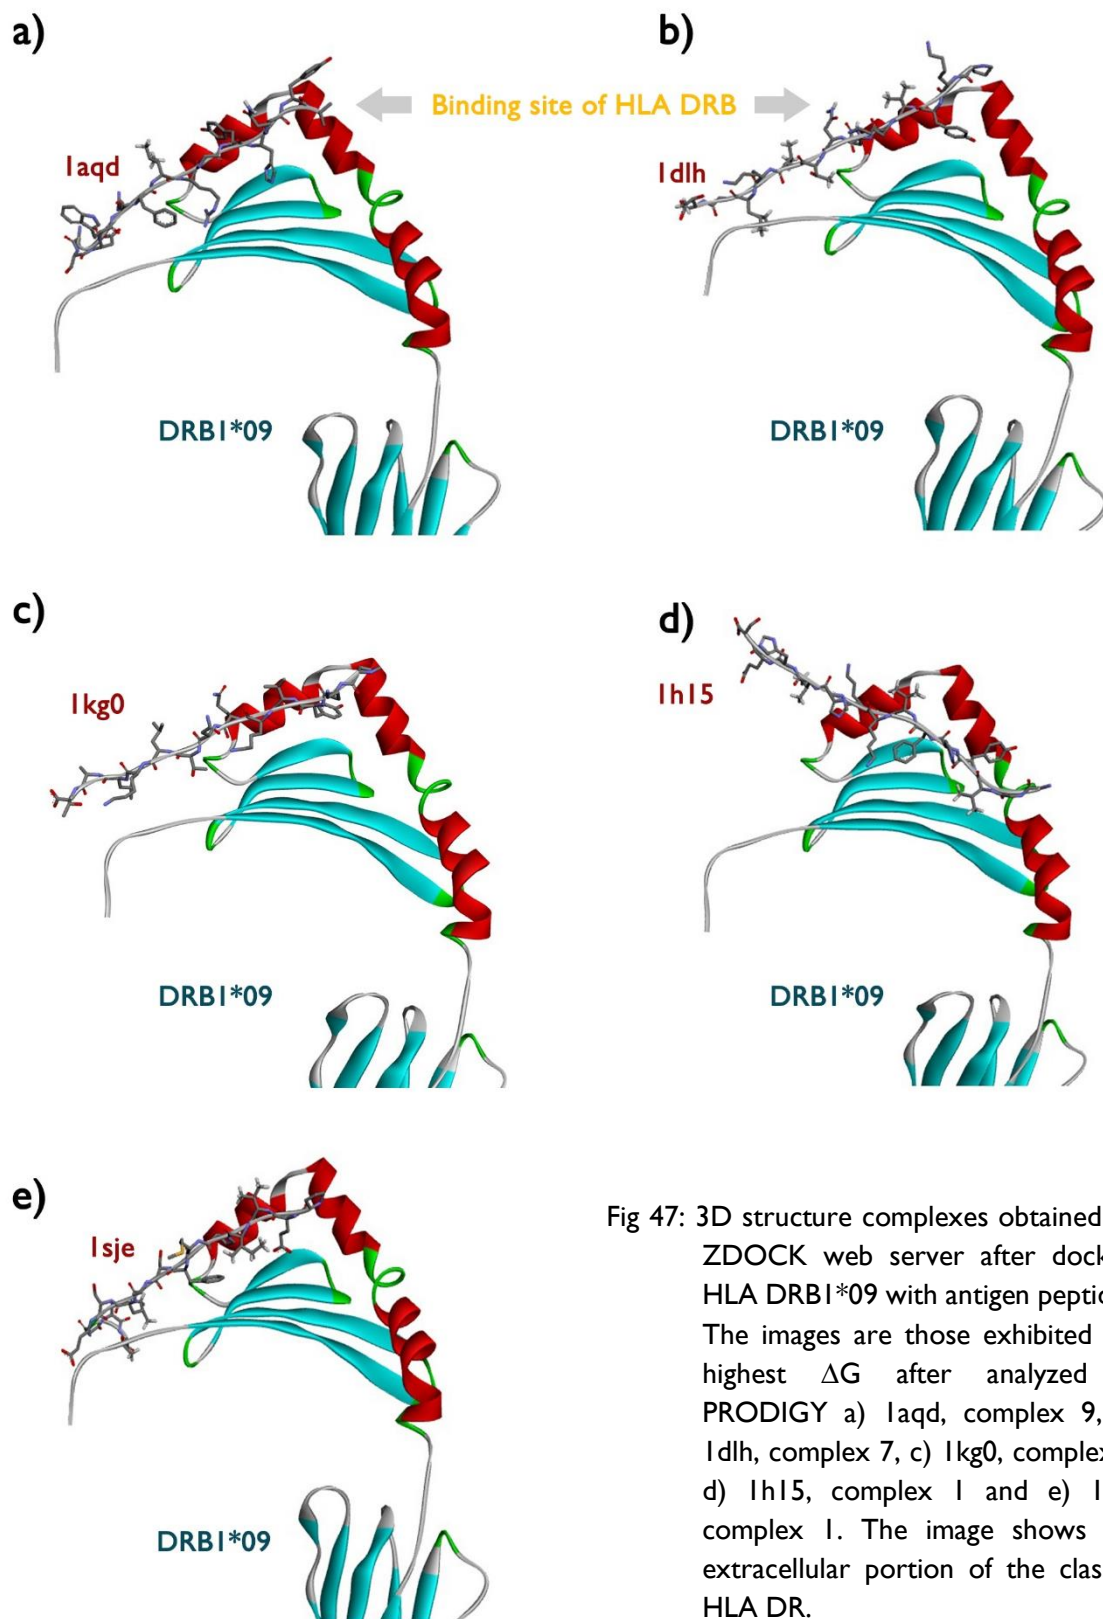 a)
b)
Binding site of HLA DRB
1aqd
1dlh
DRB1*09
DRB1*09
c)
d)
1kg0
1h15
DRB1*09
DRB1*09
e)
1sje
DRB1*09
Fig 47: 3D structure complexes obtained
ZDOCK web server after dock
HLA DRB1*09 with antigen peptic
The images are those exhibited
highest ΔG after analyzed
PRODIGY a) 1aqd, complex 9,
1dlh, complex 7, c) 1kg0, complex
d) 1h15, complex 1 and e) 1
complex 1. The image shows
extracellular portion of the clas
HLA DR.